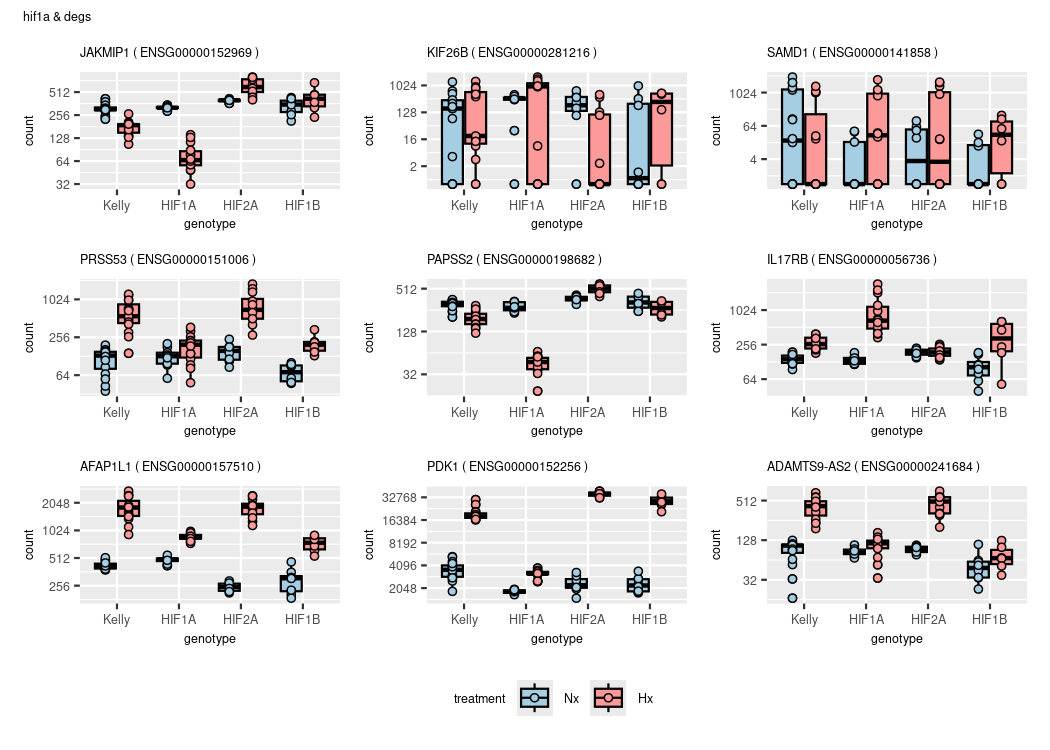 hif1a & degs
JAKMIP1 ( ENSG00000152969 )
count
512
256
128
64
32
Kelly HIF1A HIF2A HIF1B
genotype
KIF26B ( ENSG00000281216 )
count
1024
128
16
2
Kelly HIF1A HIF2A HIF1B
genotype
SAMD1 ( ENSG00000141858 )
count
1024
64
4
Kelly HIF1A HIF2A HIF1B
genotype
PRSS53 ( ENSG00000151006 )
count
1024
256
64
Kelly HIF1A HIF2A HIF1B
genotype
PAPSS2 ( ENSG00000198682 )
count
512
128
32
Kelly HIF1A HIF2A HIF1B
genotype
IL17RB ( ENSG00000056736 )
count
1024
256
64
Kelly HIF1A HIF2A HIF1B
genotype
AFAP1L1 ( ENSG00000157510 )
count
2048
1024
512
256
Kelly HIF1A HIF2A HIF1B
genotype
PDK1 ( ENSG00000152256 )
count
32768
16384
8192
4096
2048
Kelly HIF1A HIF2A HIF1B
genotype
ADAMTS9-AS2 ( ENSG00000241684 )
count
512
128
32
Kelly HIF1A HIF2A HIF1B
genotype
treatment Nx Hx